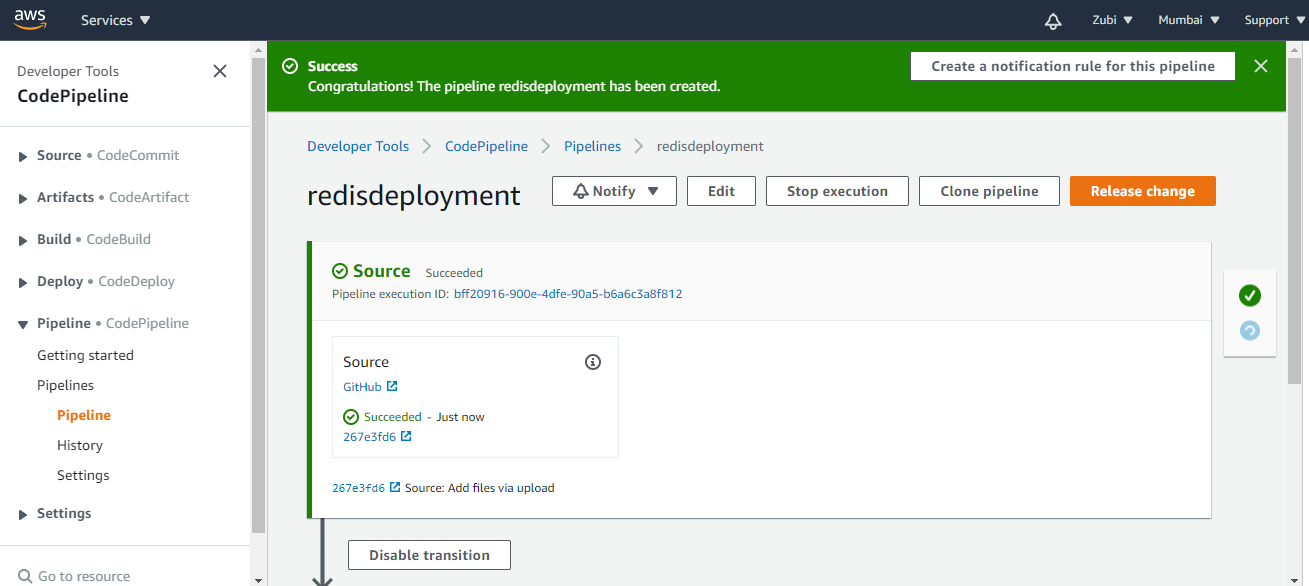 aws Services Zubi Mumbai Support
Developer Tools
CodePipeline
Source • CodeCommit
Artifacts • CodeArtifact
Build • CodeBuild
Deploy • CodeDeploy
Pipeline • CodePipeline
Getting started
Pipelines
Pipeline
History
Settings
Settings
Go to resource
Success
Congratulations! The pipeline redisdeployment has been created.
Create a notification rule for this pipeline
Developer Tools CodePipeline Pipelines redisdeployment
redisdeployment
Notify Edit Stop execution Clone pipeline Release change
Source Succeeded
Pipeline execution ID: bff20916-900e-4dfe-90a5-b6a6c3a8f812
Source
GitHub
Succeeded - Just now
267e3fd6
267e3fd6 Source: Add files via upload
Disable transition